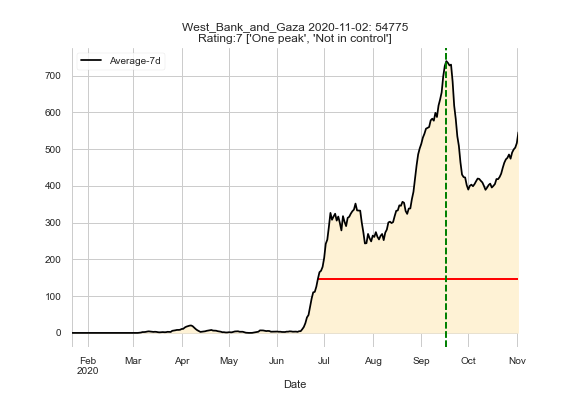 West_Bank_and_Gaza 2020-11-02: 54775
Rating:7 ['One peak', 'Not in control']
Average-7d
700
600
500
400
300
200
100
0
Feb Mar Apr May Jun Jul Aug Sep Oct Nov
2020
Date